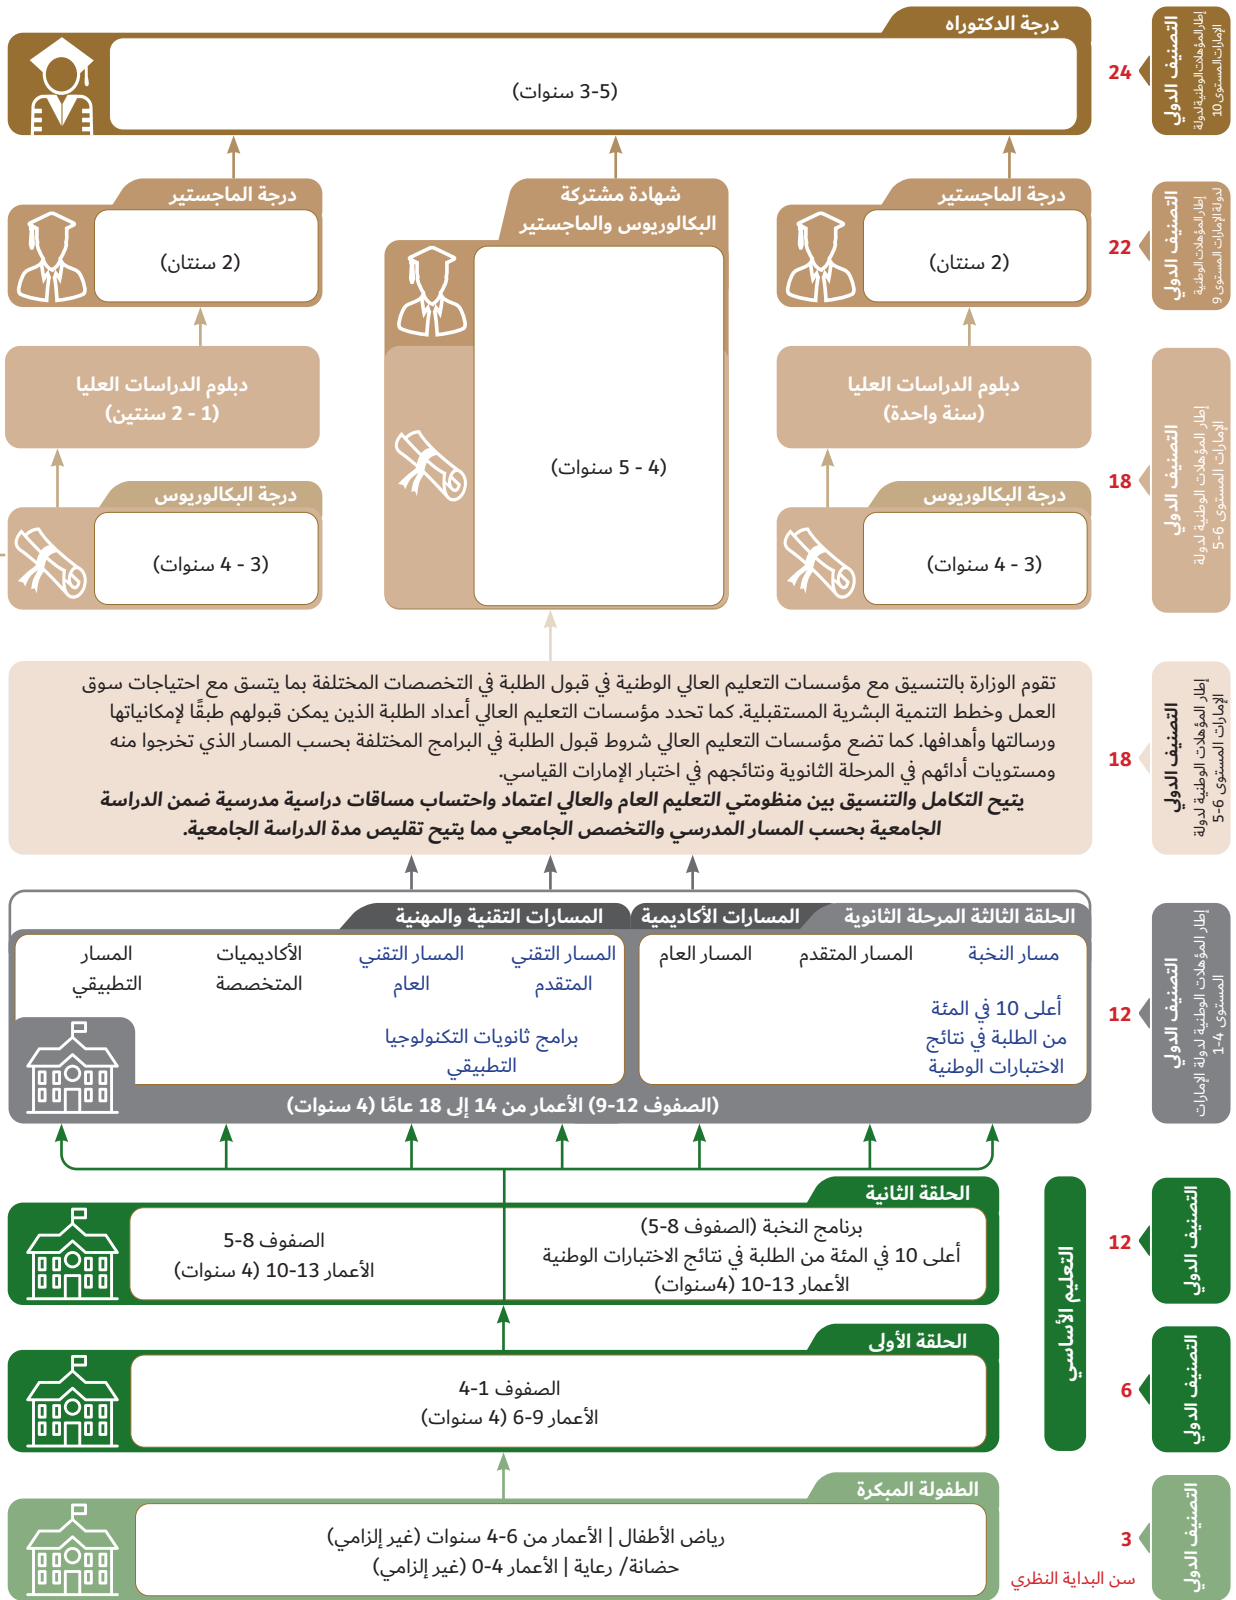 درجة الدكتوراه
(3-5 سنوات)
24
التصنيف الدولي
إطار المؤهلات الوطنية لدولة
الإمارات المستوى 10
درجة الماجستير
(2 سنتان)
شهادة مشتركة
البكالوريوس والماجستير
(4 - 5 سنوات)
درجة الماجستير
(2 سنتان)
22
التصنيف الدولي
إطار المؤهلات الوطنية
لدولة الإمارات المستوى 9
دبلوم الدراسات العليا
(سنة واحدة)
دبلوم الدراسات العليا
(1 - 2 سنتين)
درجة البكالوريوس
(3 - 4 سنوات)
درجة البكالوريوس
(3 - 4 سنوات)
18
التصنيف الدولي
إطار المؤهلات الوطنية لدولة
الإمارات المستوى 6-5
تقوم الوزارة بالتنسيق مع مؤسسات التعليم العالي الوطنية في قبول الطلبة في التخصصات المختلفة بما يتسق مع احتياجات سوق
العمل وخطط التنمية البشرية المستقبلية. كما تحدد مؤسسات التعليم العالي أعداد الطلبة الذين يمكن قبولهم طبقًا لإمكانياتها
ورسالتها وأهدافها. كما تضع مؤسسات التعليم العالي شروط قبول الطلبة في البرامج المختلفة بحسب المسار الذي تخرجوا منه
ومستويات أدائهم في المرحلة الثانوية ونتائجهم في اختبار الإمارات القياسي.
يتيح التكامل والتنسيق بين منظومتي التعليم العام والعالي اعتماد واحتساب مساقات دراسية مدرسية ضمن الدراسة
الجامعية بحسب المسار المدرسي والتخصص الجامعي مما يتيح تقليص مدة الدراسة الجامعية.
18
التصنيف الدولي
إطار المؤهلات الوطنية لدولة
الإمارات المستوى 6-5
الحلقة الثالثة المرحلة الثانوية
المسارات الأكاديمية
مسار النخبة
أعلى 10 في المئة
من الطلبة في نتائج
الاختبارات الوطنية
المسار المتقدم
المسار العام
المسارات التقنية والمهنية
المسار التقني
المتقدم
المسار التقني
العام
برامج ثانويات التكنولوجيا
التطبيقي
الأكاديميات
المتخصصة
المسار
التطبيقي
(الصفوف 12-9) الأعمار من 14 إلى 18 عامًا (4 سنوات)
12
التصنيف الدولي
إطار المؤهلات الوطنية لدولة الإمارات
المستوى 4-1
الحلقة الثانية
برنامج النخبة (الصفوف 8-5)
أعلى 10 في المئة من الطلبة في نتائج الاختبارات الوطنية
الأعمار 13-10 (4سنوات)
الصفوف 8-5
الأعمار 13-10 (4 سنوات)
12
التصنيف الدولي
التعليم الأساسي
الحلقة الأولى
الصفوف 1-4
الأعمار 9-6 (4 سنوات)
6
التصنيف الدولي
الطفولة المبكرة
رياض الأطفال | الأعمار من 6-4 سنوات (غير إلزامي)
حضانة/ رعاية | الأعمار 4-0 (غير إلزامي)
3
سن البداية النظري
التصنيف الدولي